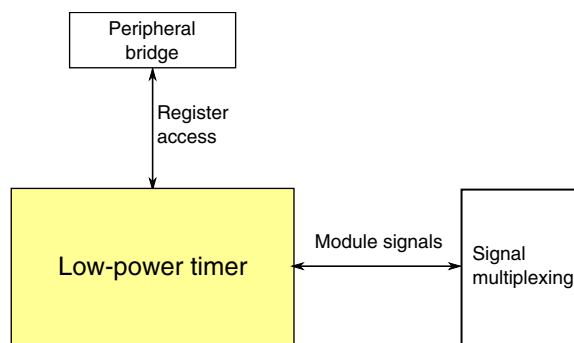 Peripheral
bridge
Register
access
Low-power timer
Module signals
Signal
multiplexing